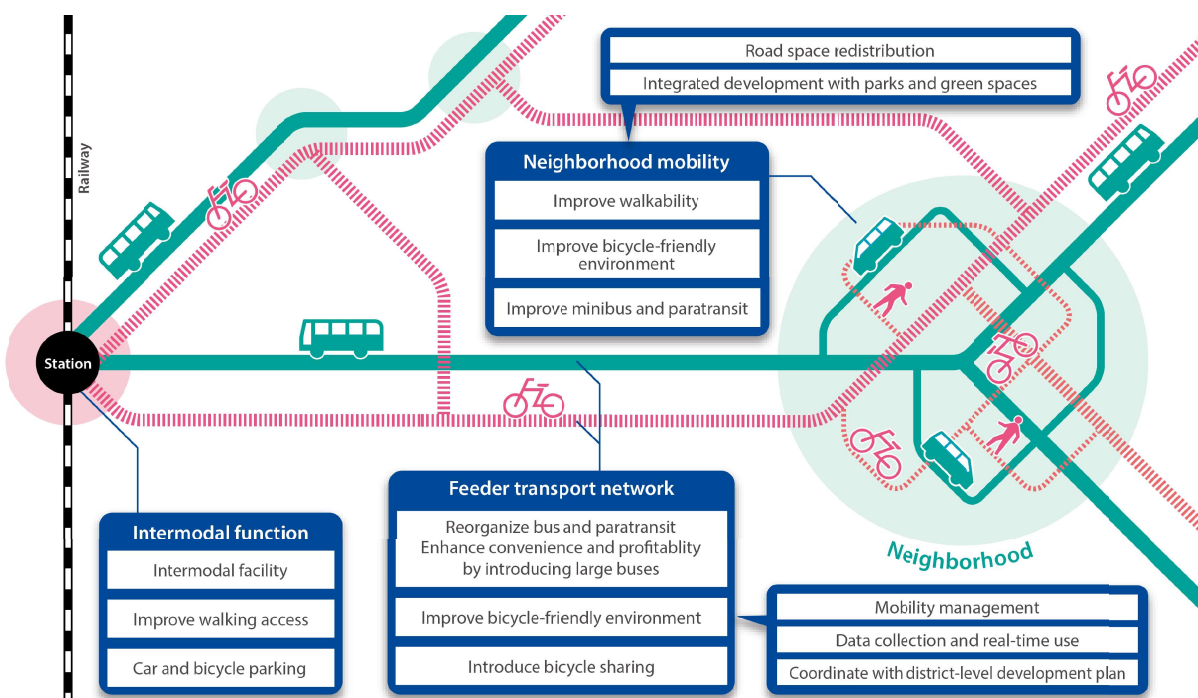 Road space redistribution
Integrated development with parks and green spaces
Railway
Neighborhood mobility
Improve walkability
Improve bicycle-friendly
environment
Improve minibus and paratransit
Station
Neighborhood
Intermodal function
Intermodal facility
Improve walking access
Car and bicycle parking
Feeder transport network
Reorganize bus and paratransit
Enhance convenience and profitablity
by introducing large buses
Improve bicycle-friendly environment
Introduce bicycle sharing
Mobility management
Data collection and real-time use
Coordinate with district-level development plan